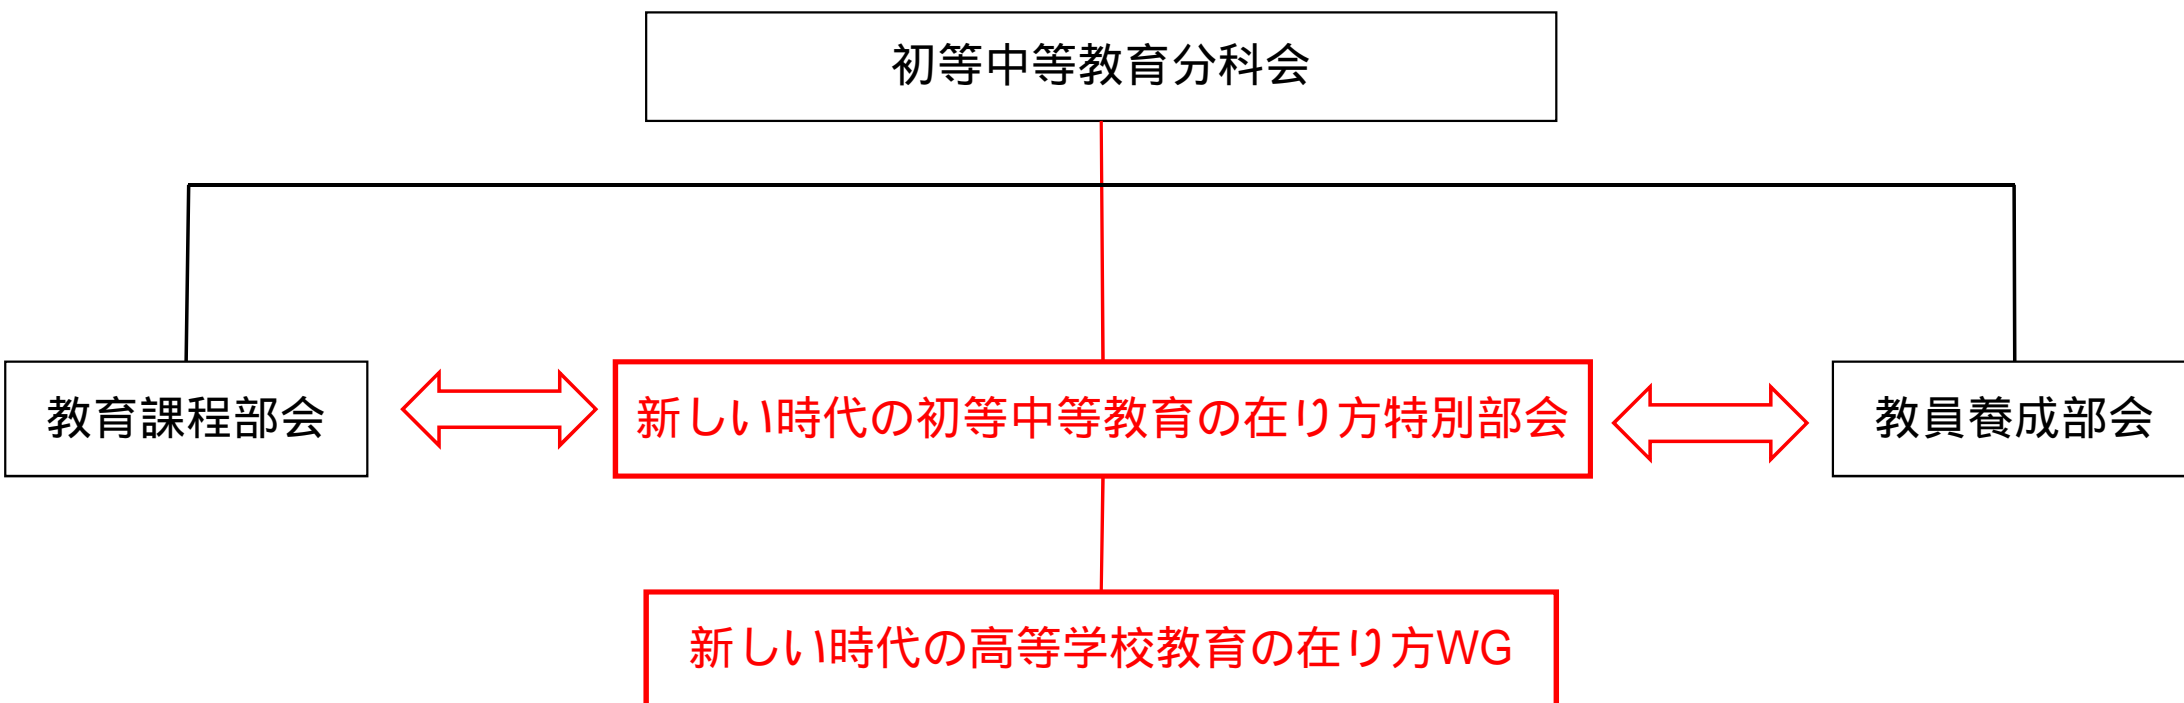 初等中等教育分科会
教育課程部会
新しい時代の初等中等教育の在り方特別部会
教員養成部会
新しい時代の高等学校教育の在り方WG